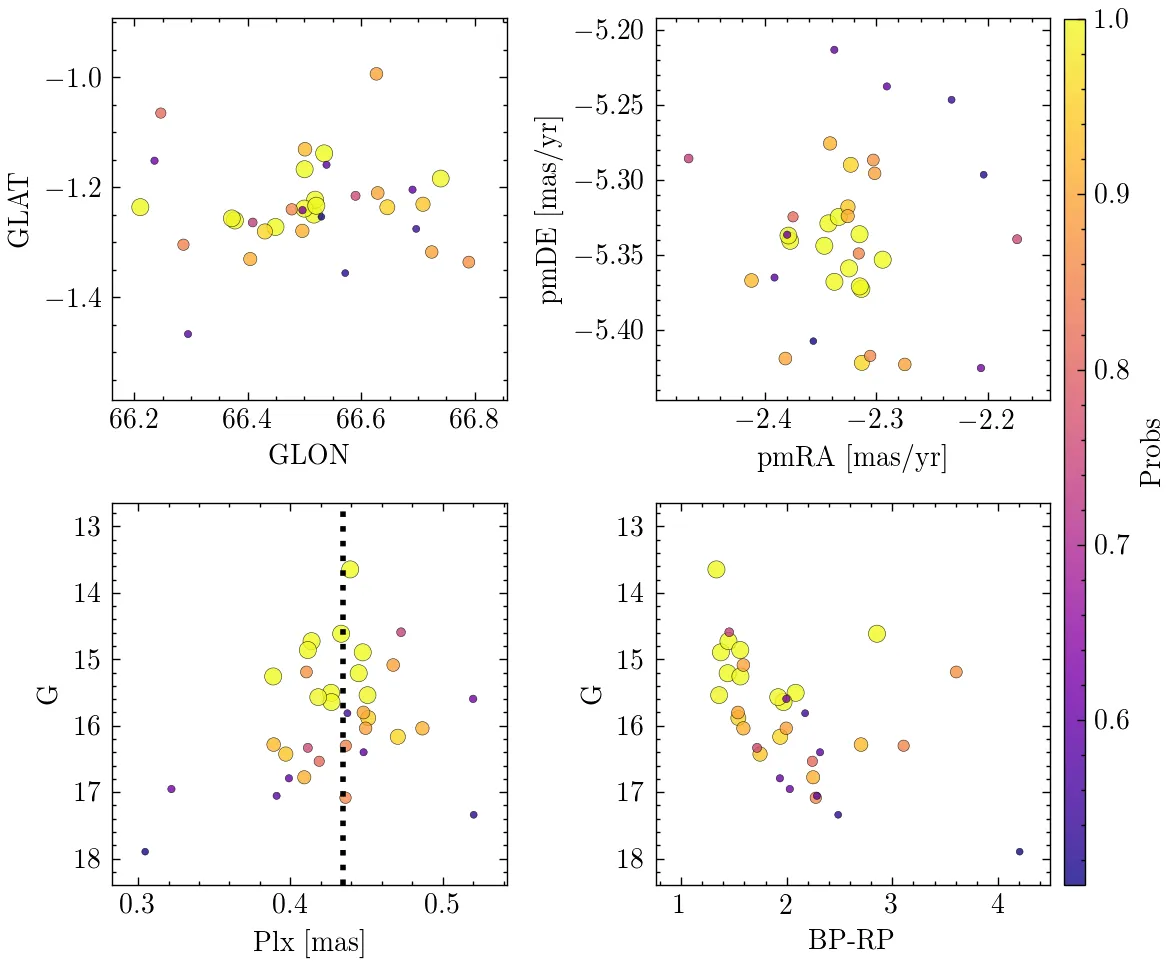 −1.0
−1.2
−1.4
GLAT
66.2 66.4 66.6 66.8
GLON
−5.20
−5.25
−5.30
−5.35
−5.40
pmDE [mas/yr]
−2.4 −2.3 −2.2
pmRA [mas/yr]
13
14
15
16
17
18
G
0.3 0.4 0.5
Plx [mas]
13
14
15
16
17
18
G
1 2 3 4
BP-RP
1.0
0.9
0.8
0.7
0.6
Probs